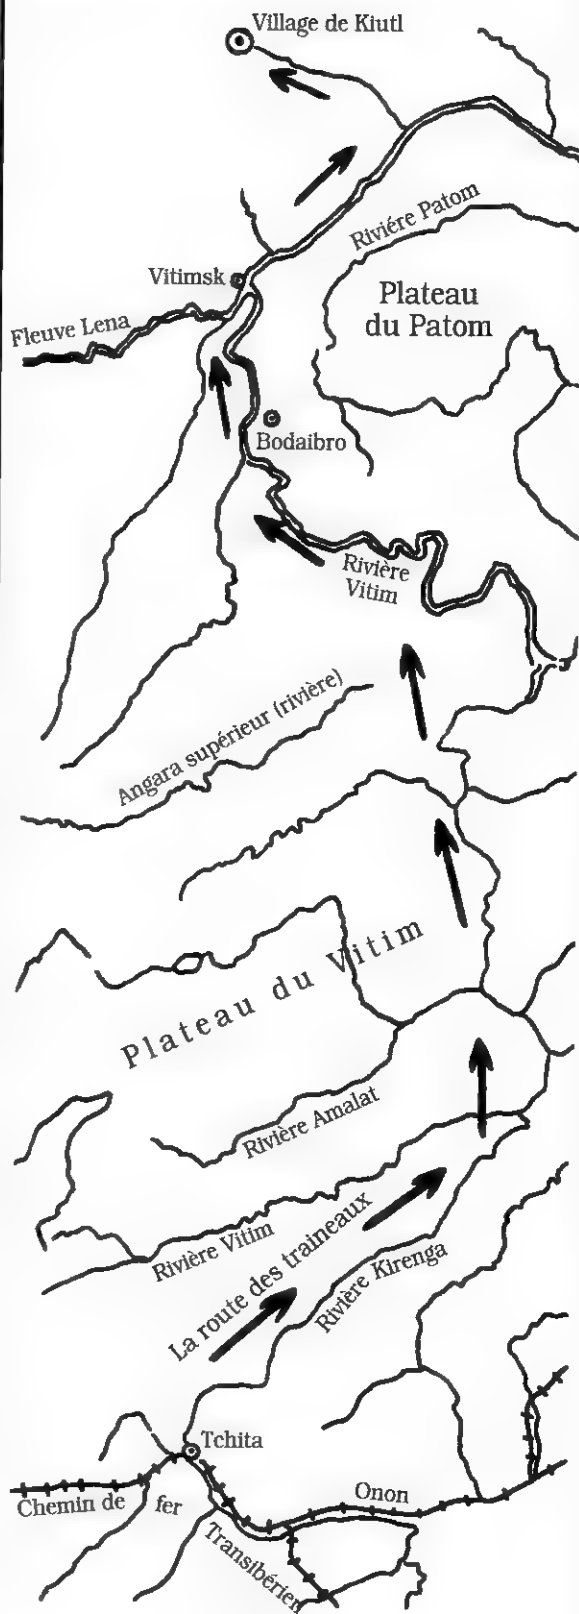 Village de Kiutl
Riviére Patom
Vitimsk
Plateau
du Patom
Fleuve Lena
Bodaibro
Rivière
Vitim
Angara supérieur (rivière)
Plateau du Vitim
Rivière Amalat
Rivière Vitim
La route des traineaux
Rivière Kirenga
Tchita
Onon
Chemin de fer
Transibérien